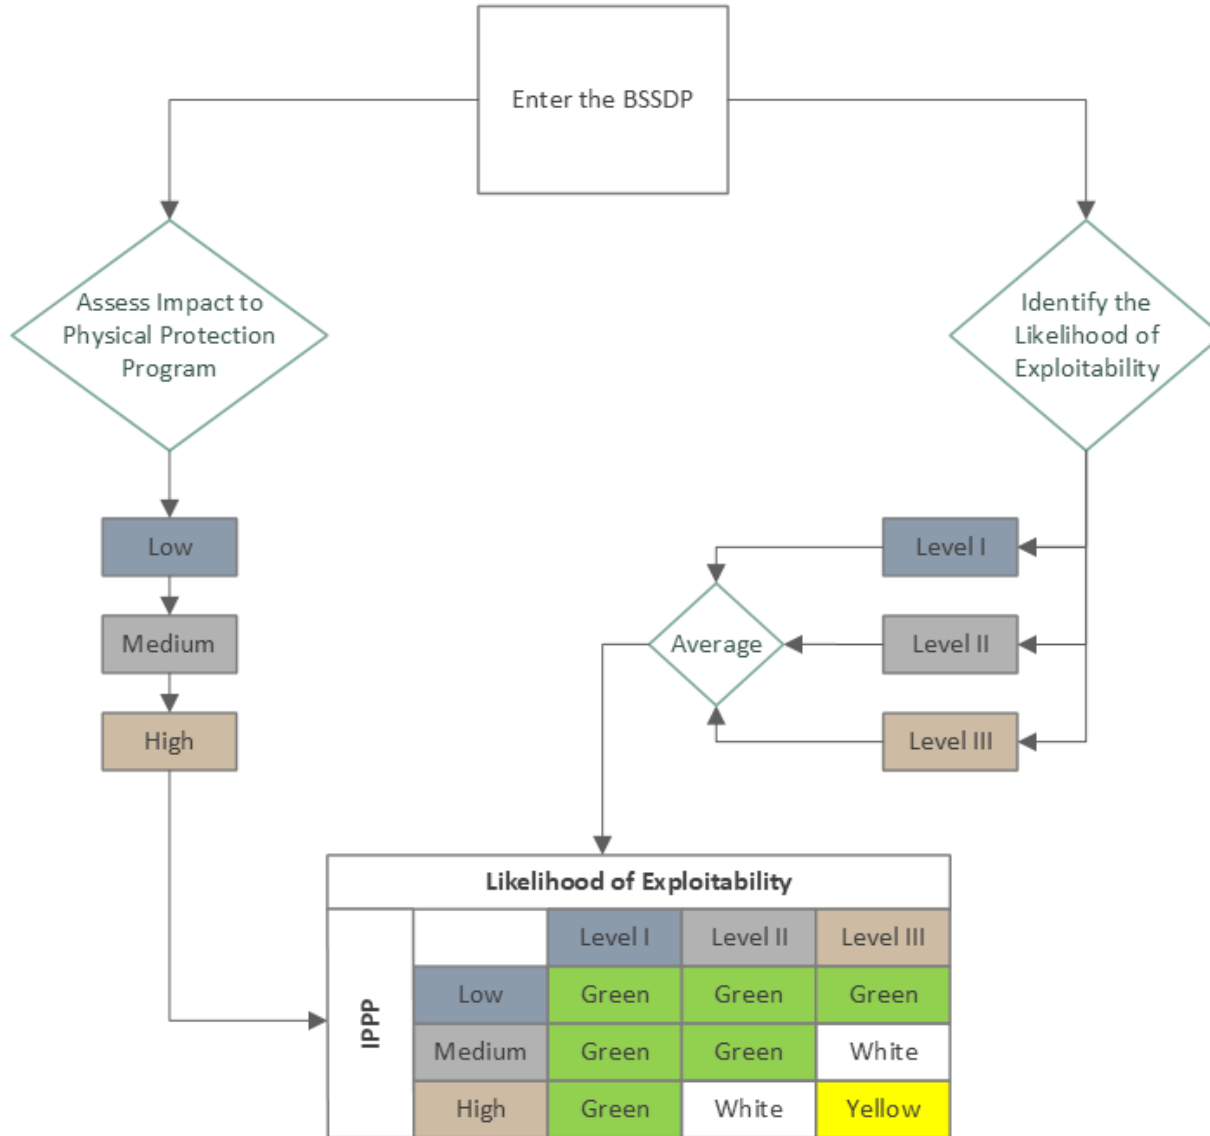 Enter the BSSDP
Assess Impact to
Physical Protection
Program
Identify the
Likelihood of
Exploitability
Low
Medium
High
Level I
Level II
Level III
Average
Likelihood of Exploitability
IPPP
Level I Level II Level III
Low Green Green Green
Medium Green Green White
High Green White Yellow